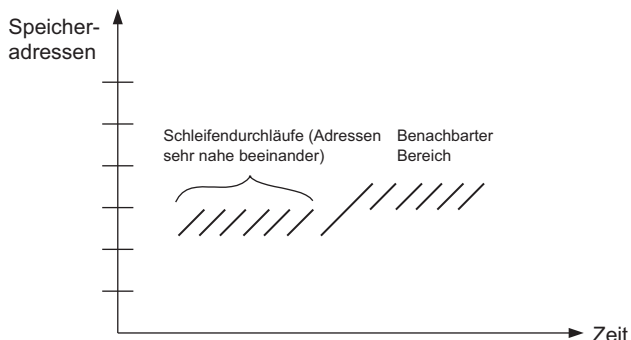 Speicher-
adressen
Schleifendurchläufe (Adressen
sehr nahe beeinander)
Benachbarter
Bereich
Zeit